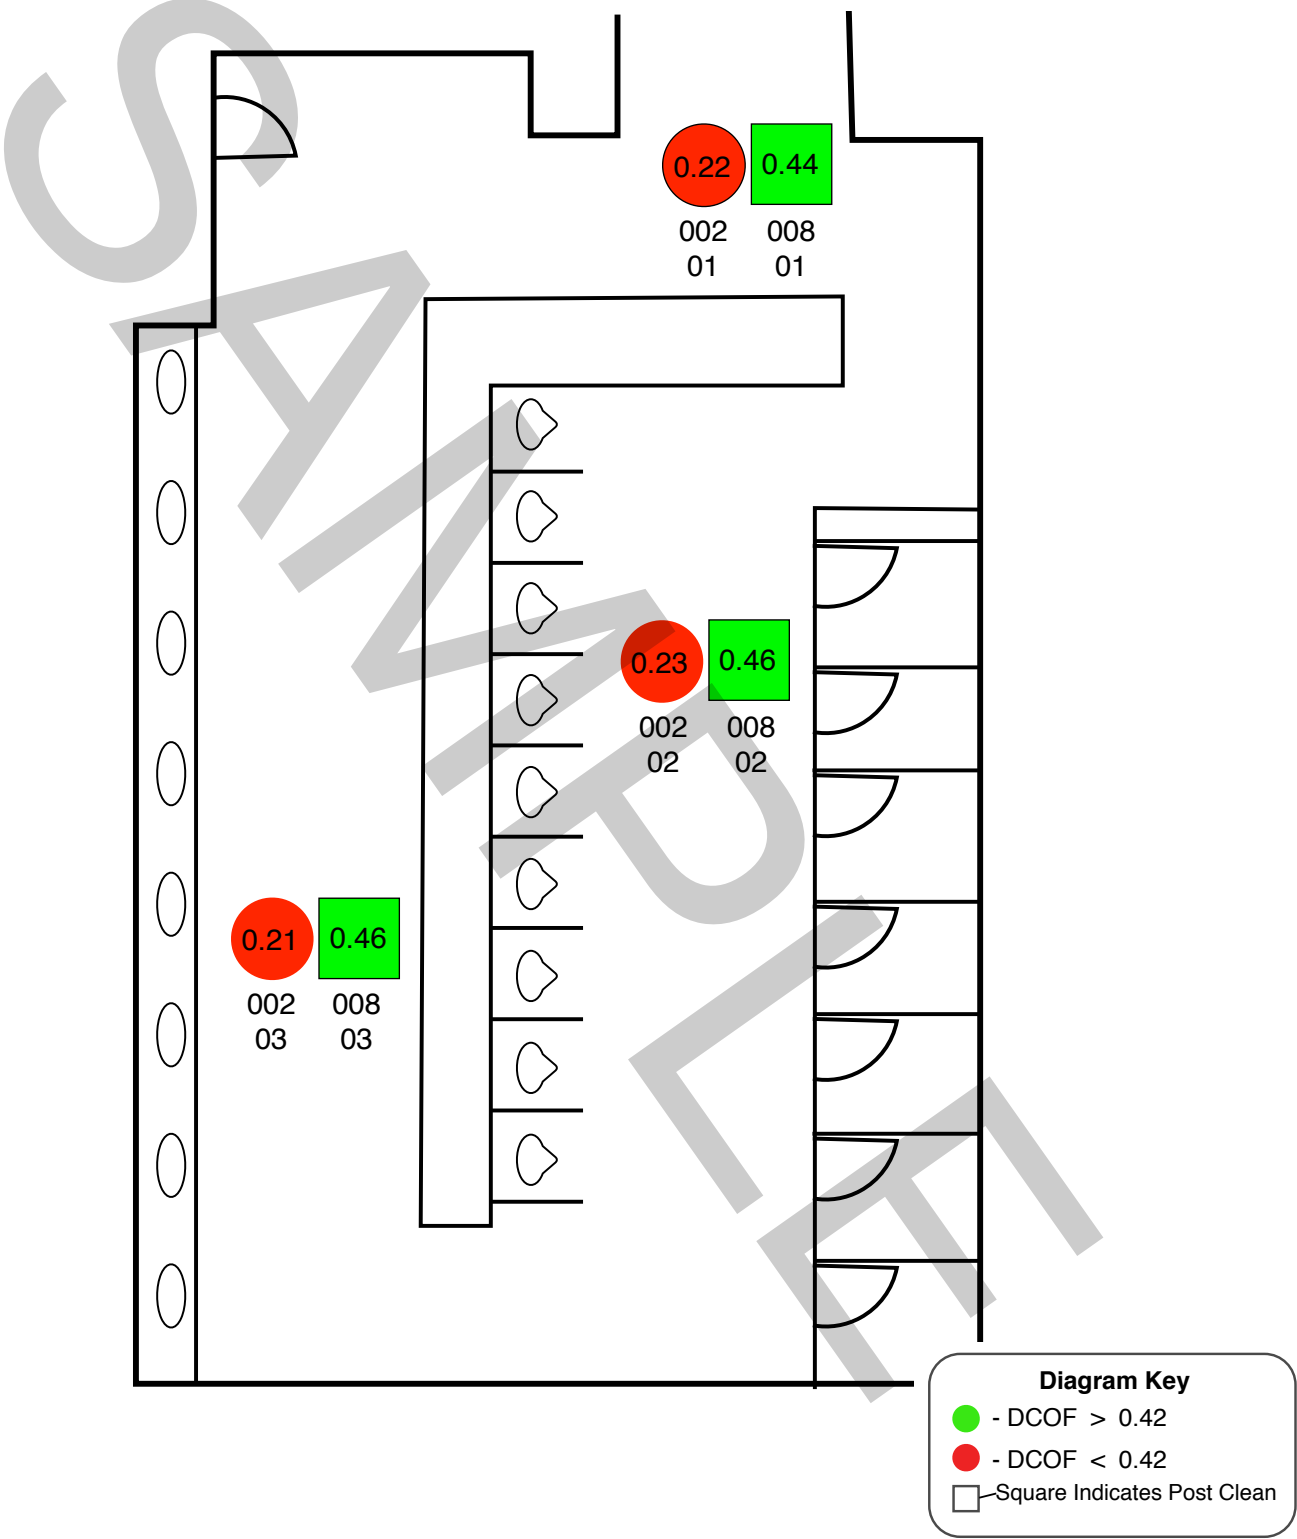 SAMPLE
0.22 0.44
002 008
01 01
0.23 0.46
002 008
02 02
0.21 0.46
002 008
03 03
Diagram Key
- DCOF > 0.42
- DCOF < 0.42
Square Indicates Post Clean